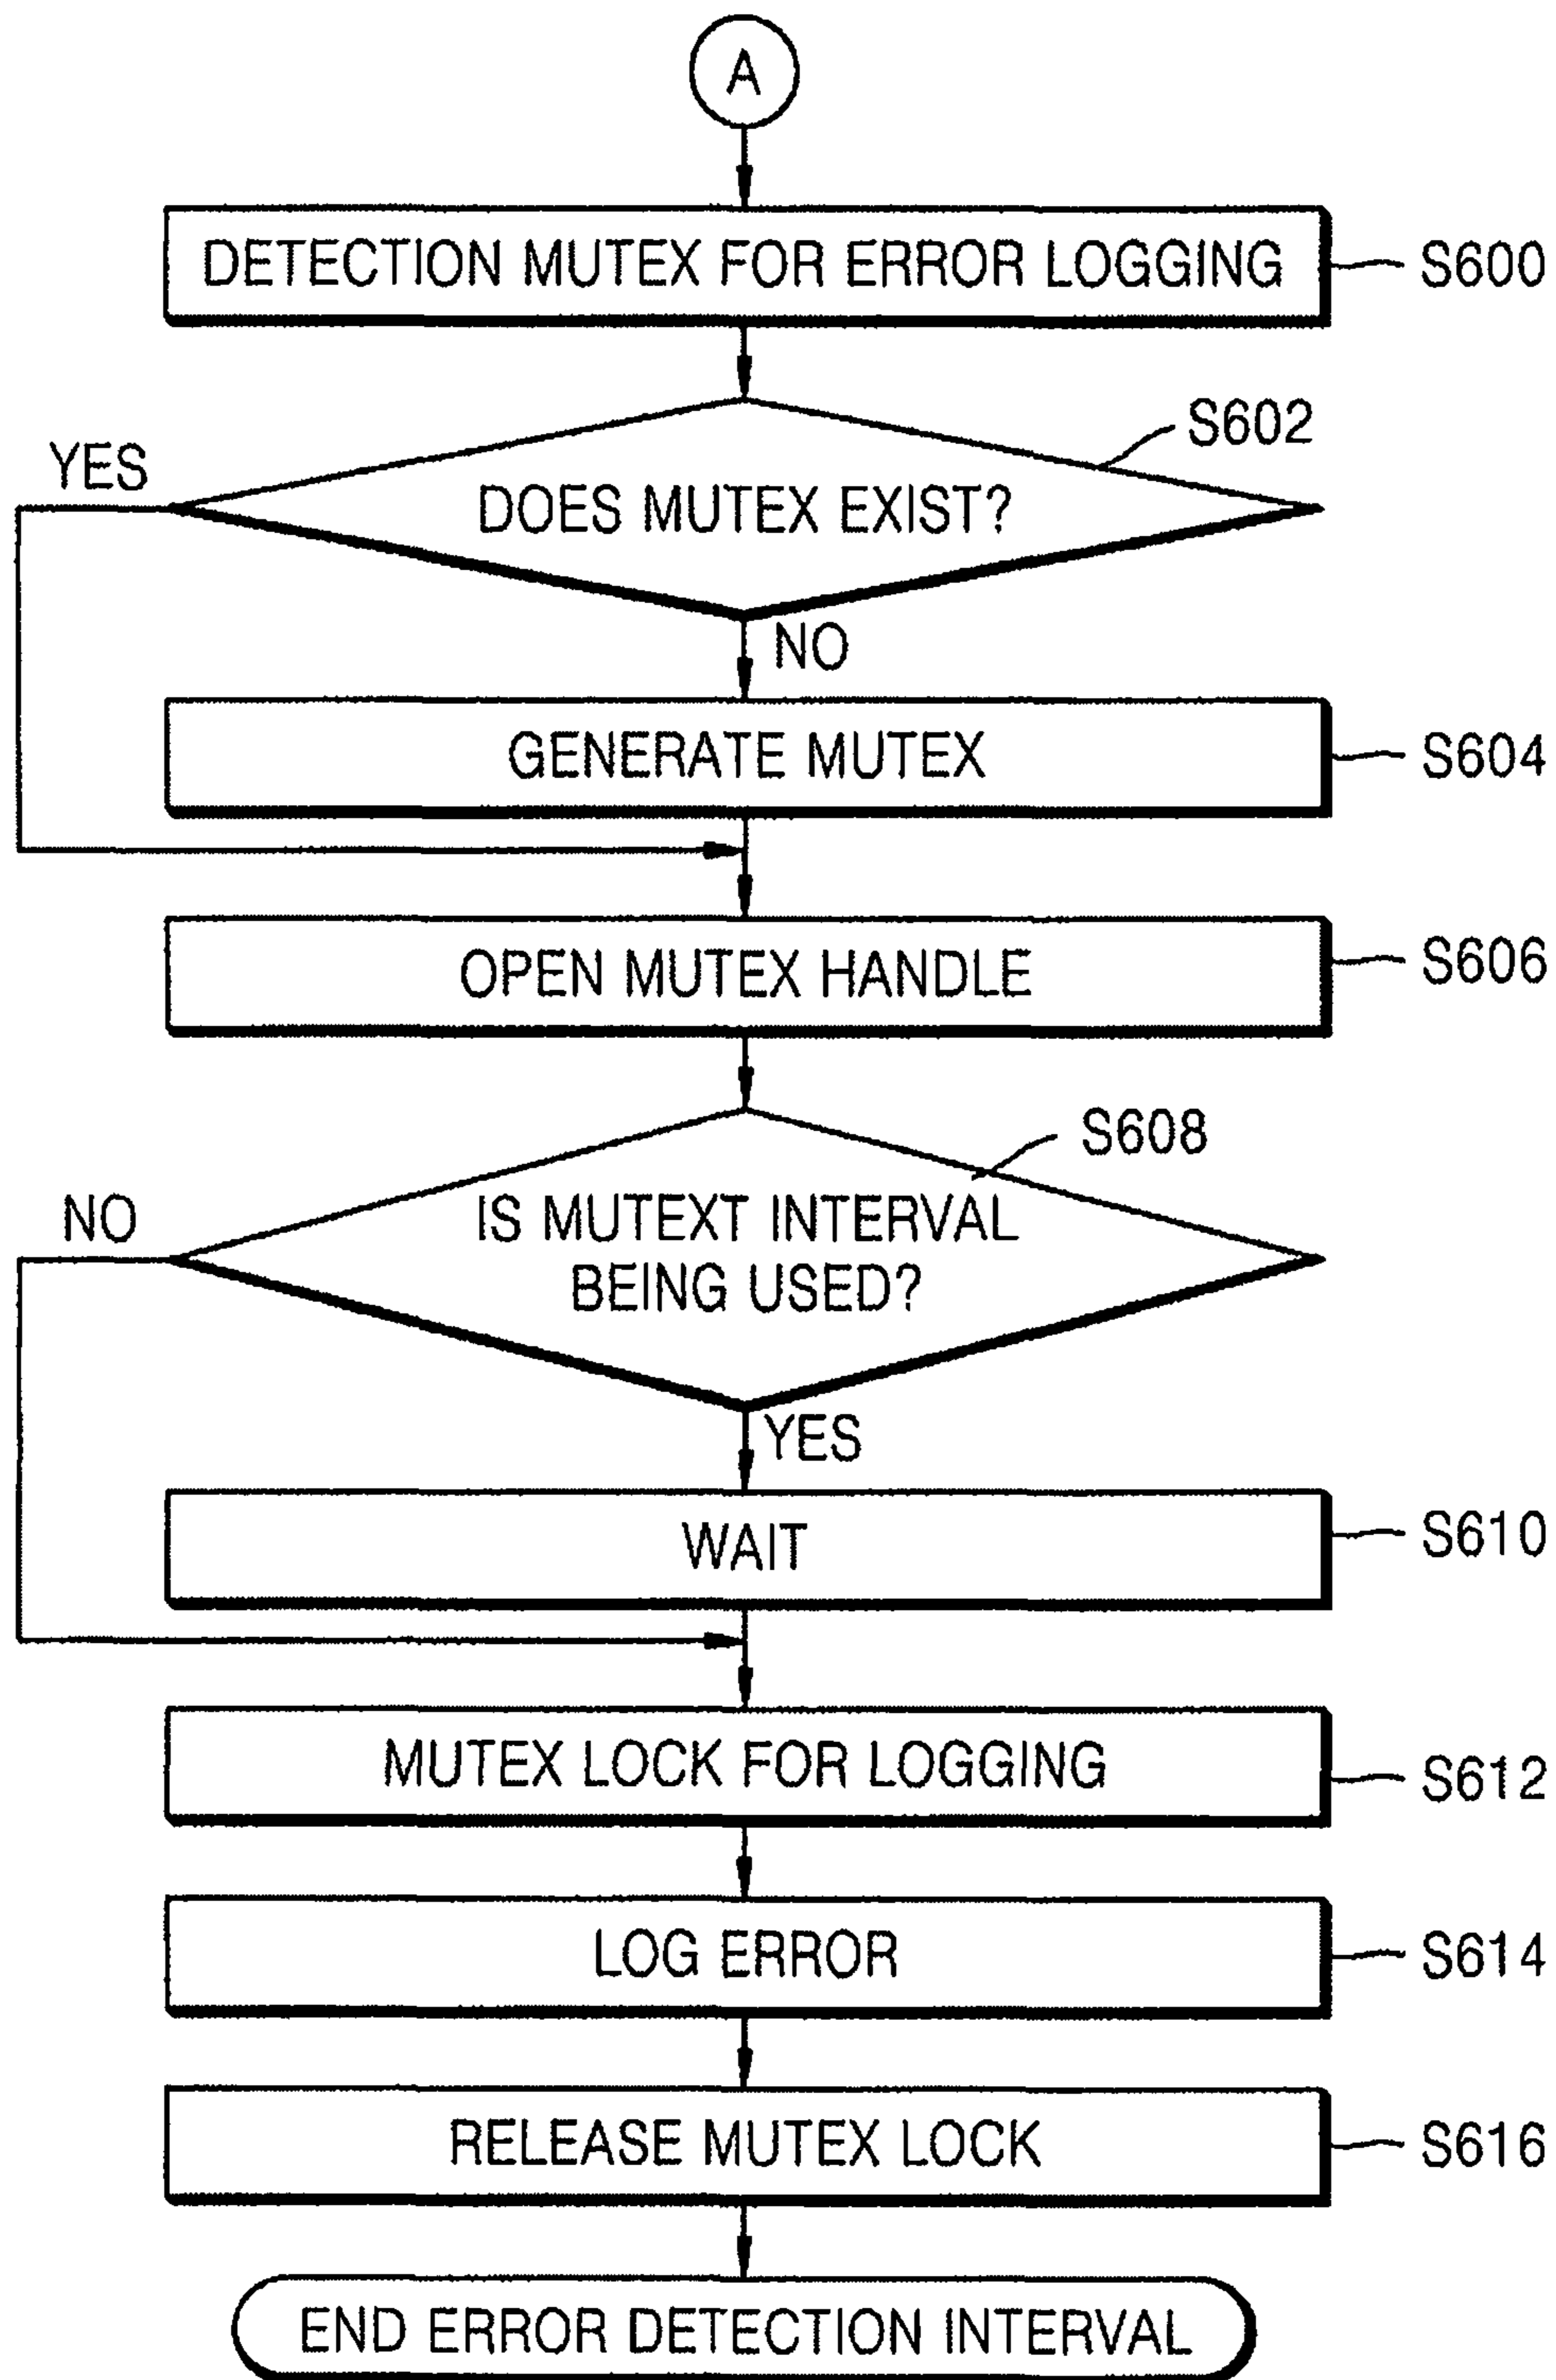 A
DETECTION MUTEX FOR ERROR LOGGING
S600
S602
YES
DOES MUTEX EXIST?
NO
GENERATE MUTEX
S604
OPEN MUTEX HANDLE
S606
S608
NO
IS MUTEXT INTERVAL
BEING USED?
YES
WAIT
S610
MUTEX LOCK FOR LOGGING
S612
LOG ERROR
S614
RELEASE MUTEX LOCK
S616
END ERROR DETECTION INTERVAL